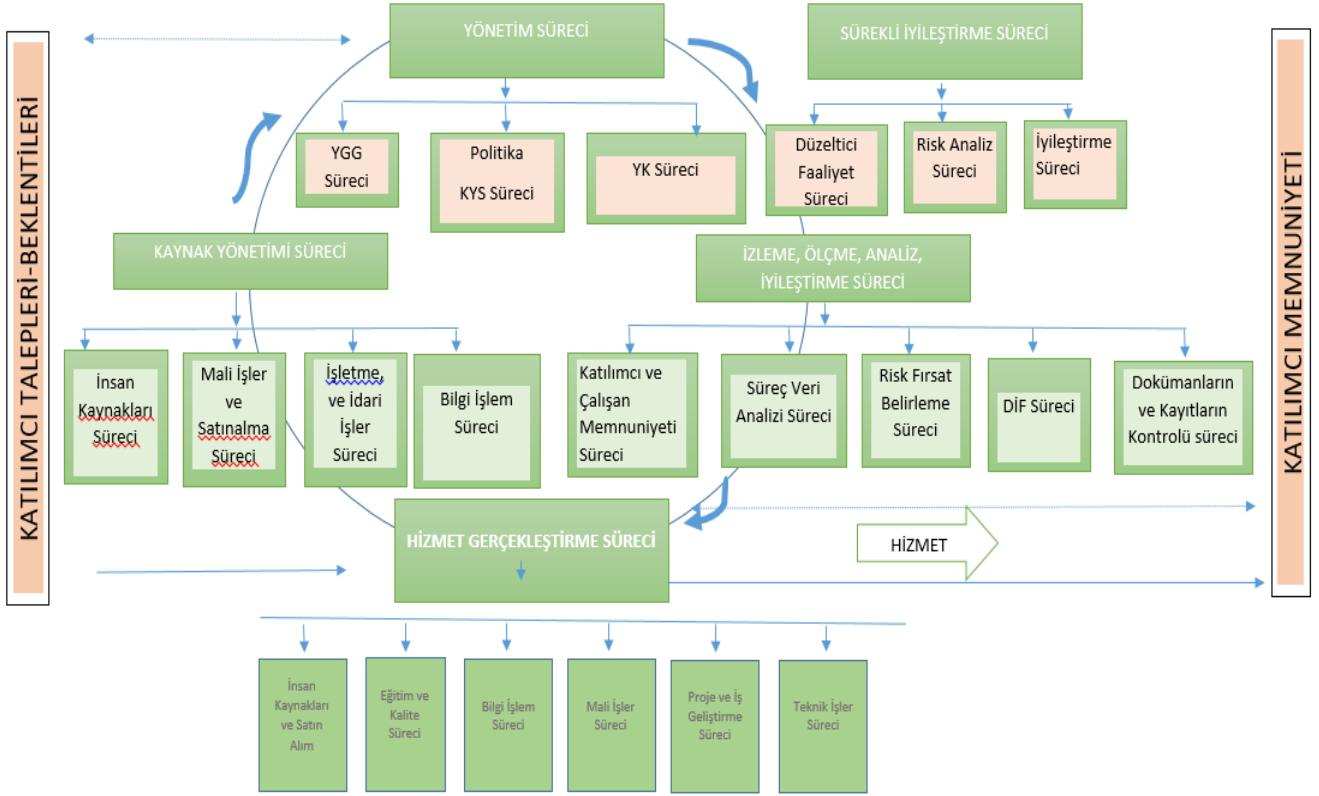 KATILIMCI TALEPLERİ-BEKLENTİLERİ
YÖNETİM SÜRECİ
SÜREKLİ İYİLEŞTİRME SÜRECİ
YGG
Süreci
Politika
KYS Süreci
YK Süreci
Düzeltici
Faaliyet
Süreci
Risk Analiz
Süreci
İyileştirme
Süreci
KAYNAK YÖNETİMİ SÜRECİ
İZLEME, ÖLÇME, ANALİZ,
İYİLEŞTİRME SÜRECİ
İnsan
Kaynakları
Süreci
Mali İşler
ve
Satınalma
Süreci
İşletme,
ve İdari
İşler
Süreci
Bilgi İşlem
Süreci
Katılımcı ve
Çalışan
Memnuniyeti
Süreci
Süreç Veri
Analizi Süreci
Risk Fırsat
Belirleme
Süreci
DİF Süreci
Dokümanların
ve Kayıtların
Kontrolü süreci
HİZMET GERÇEKLEŞTİRME SÜRECİ
HİZMET
İnsan
Kaynakları
ve Satın
Alım
Eğitim ve
Kalite
Süreci
Bilgi İşlem
Süreci
Mali İşler
Süreci
Proje ve İş
Geliştirme
Süreci
Teknik İşler
Süreci
KATILIMCI MEMNUNİYETİ